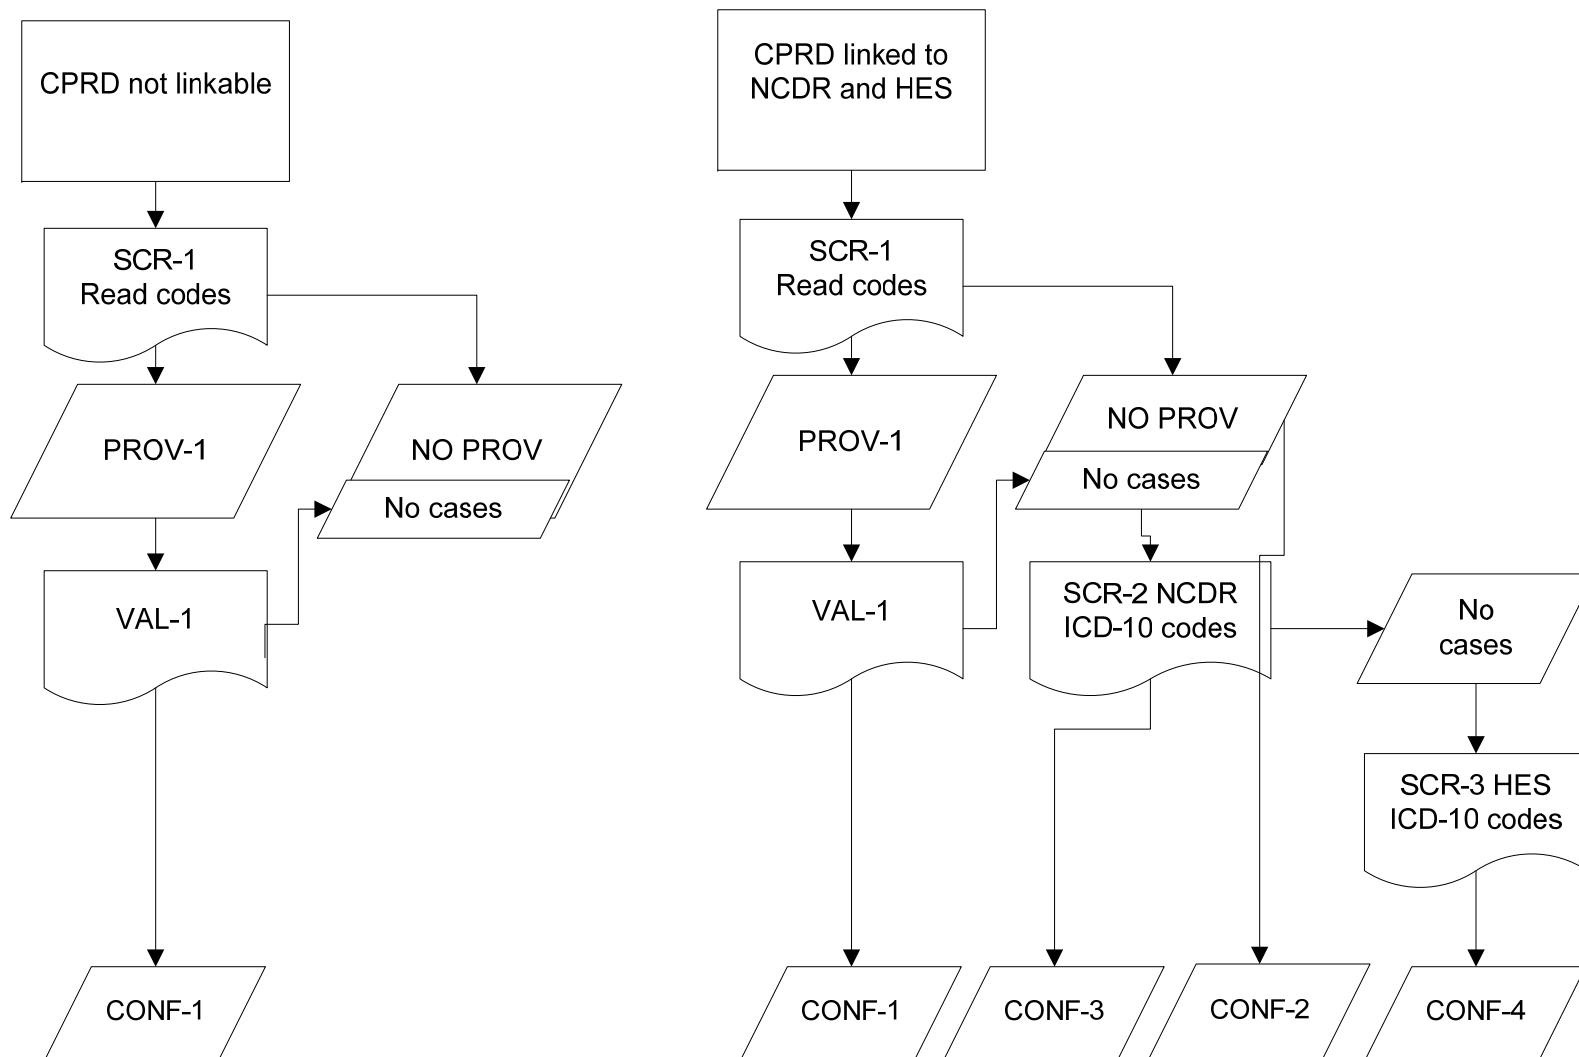 CPRD not linkable
SCR-1
Read codes
PROV-1
NO PROV
No cases
VAL-1
CONF-1
CPRD linked to
NCDR and HES
SCR-1
Read codes
PROV-1
NO PROV
No cases
VAL-1
SCR-2 NCDR
ICD-10 codes
No
cases
SCR-3 HES
ICD-10 codes
CONF-1
CONF-3
CONF-2
CONF-4